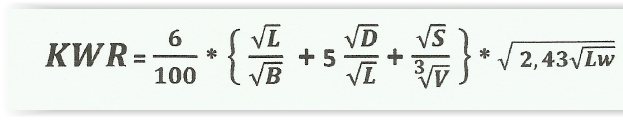 KWR = 6/100 * { √L/√B + 5 √D/√L + √S/∛V } * √2,43√Lw